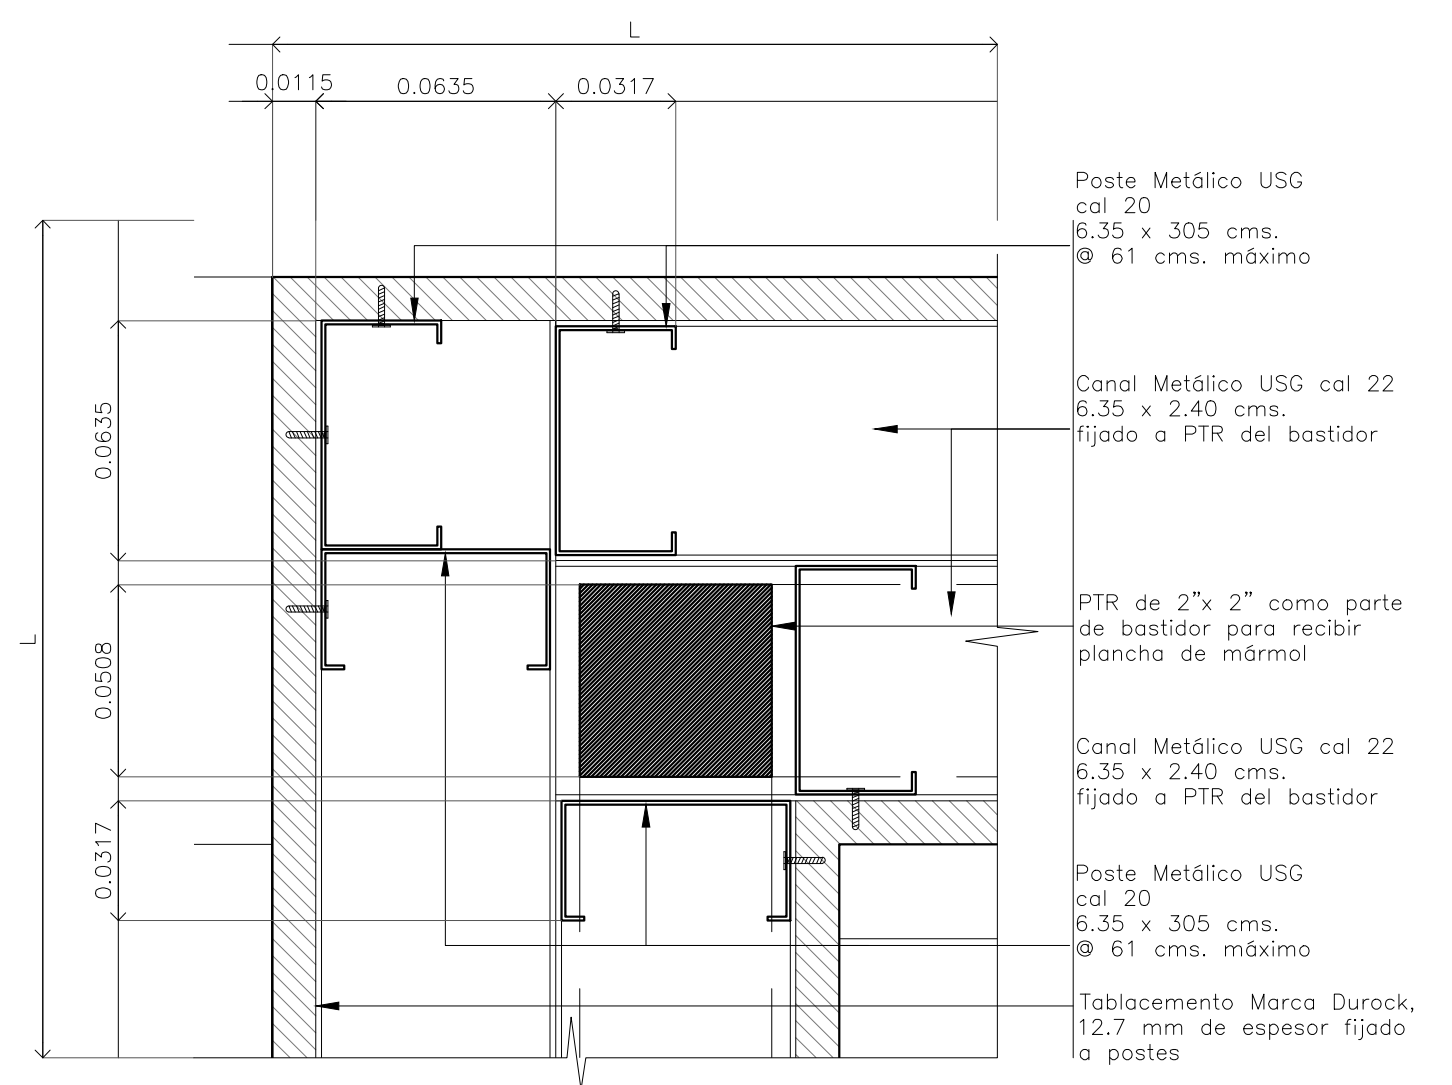 L
0.0115
0.0635
0.0317
Poste Metálico USG
cal 20
6.35 x 305 cms.
@ 61 cms. máximo
Canal Metálico USG cal 22
6.35 x 2.40 cms.
fijado a PTR del bastidor
PTR de 2”x 2” como parte
de bastidor para recibir
plancha de mármol
Canal Metálico USG cal 22
6.35 x 2.40 cms.
fijado a PTR del bastidor
Poste Metálico USG
cal 20
6.35 x 305 cms.
@ 61 cms. máximo
Tablacemento Marca Durock,
12.7 mm de espesor fijado
a postes
L
0.0635
0.0508
0.0317